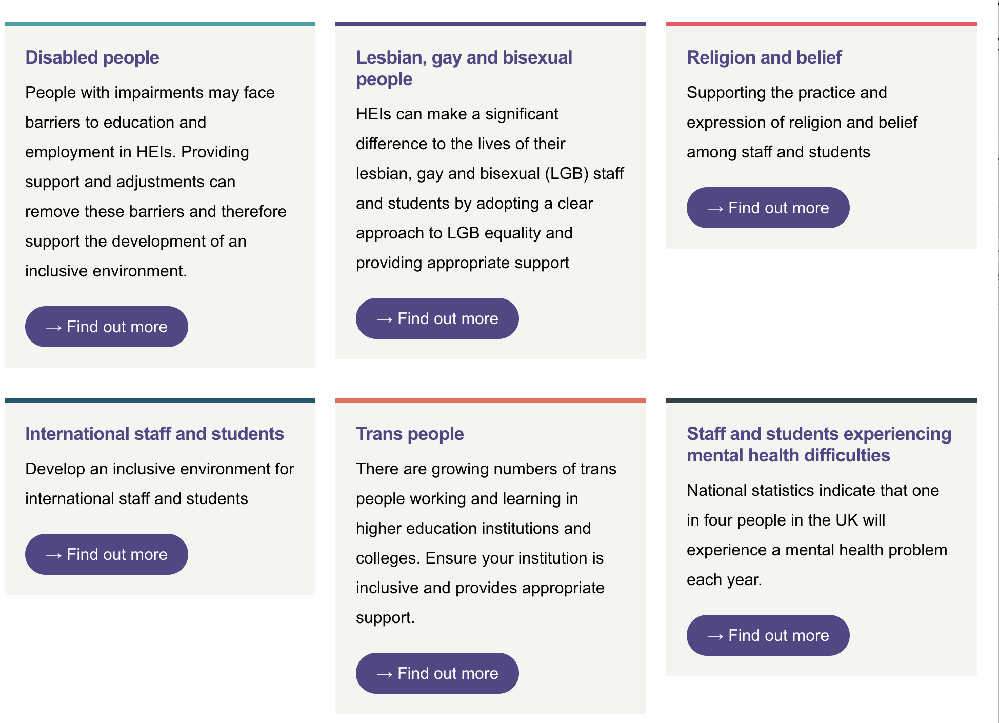 Disabled people
People with impairments may face
barriers to education and
employment in HEIs. Providing
support and adjustments can
remove these barriers and therefore
support the development of an
inclusive environment.
→ Find out more
Lesbian, gay and bisexual
people
HEIs can make a significant
difference to the lives of their
lesbian, gay and bisexual (LGB) staff
and students by adopting a clear
approach to LGB equality and
providing appropriate support
→ Find out more
Religion and belief
Supporting the practice and
expression of religion and belief
among staff and students
→ Find out more
International staff and students
Develop an inclusive environment for
international staff and students
→ Find out more
Trans people
There are growing numbers of trans
people working and learning in
higher education institutions and
colleges. Ensure your institution is
inclusive and provides appropriate
support.
→ Find out more
Staff and students experiencing
mental health difficulties
National statistics indicate that one
in four people in the UK will
experience a mental health problem
each year.
→ Find out more